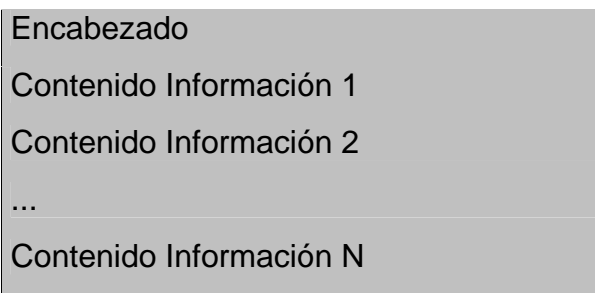 Encabezado
Contenido Información 1
Contenido Información 2
...
Contenido Información N